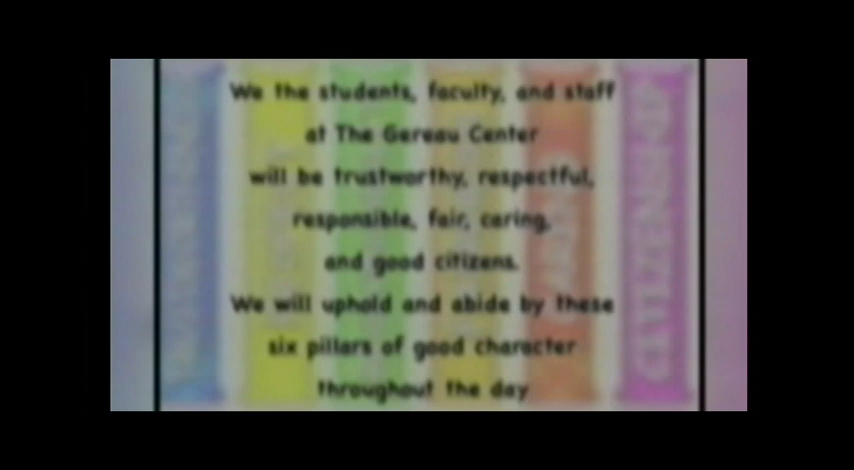 We the students, faculty, and staff
at The Gereau Center
will be trustworthy, respectful,
responsible, fair, caring,
and good citizens.
We will uphold and abide by these
six pillars of good character
throughout the day
CITIZENSHIP